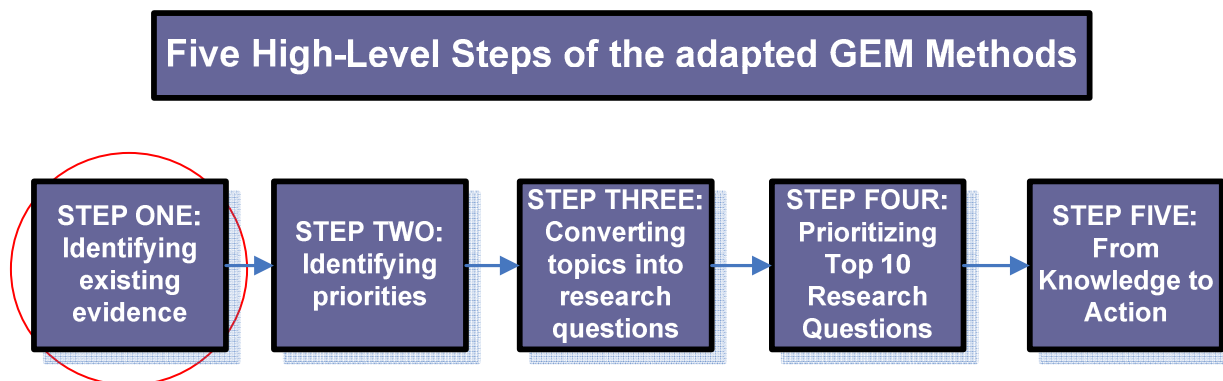 Five High-Level Steps of the adapted GEM Methods
STEP ONE:
Identifying
existing
evidence
STEP TWO:
Identifying
priorities
STEP THREE:
Converting
topics into
research
questions
STEP FOUR:
Prioritizing
Top 10
Research
Questions
STEP FIVE:
From
Knowledge to
Action